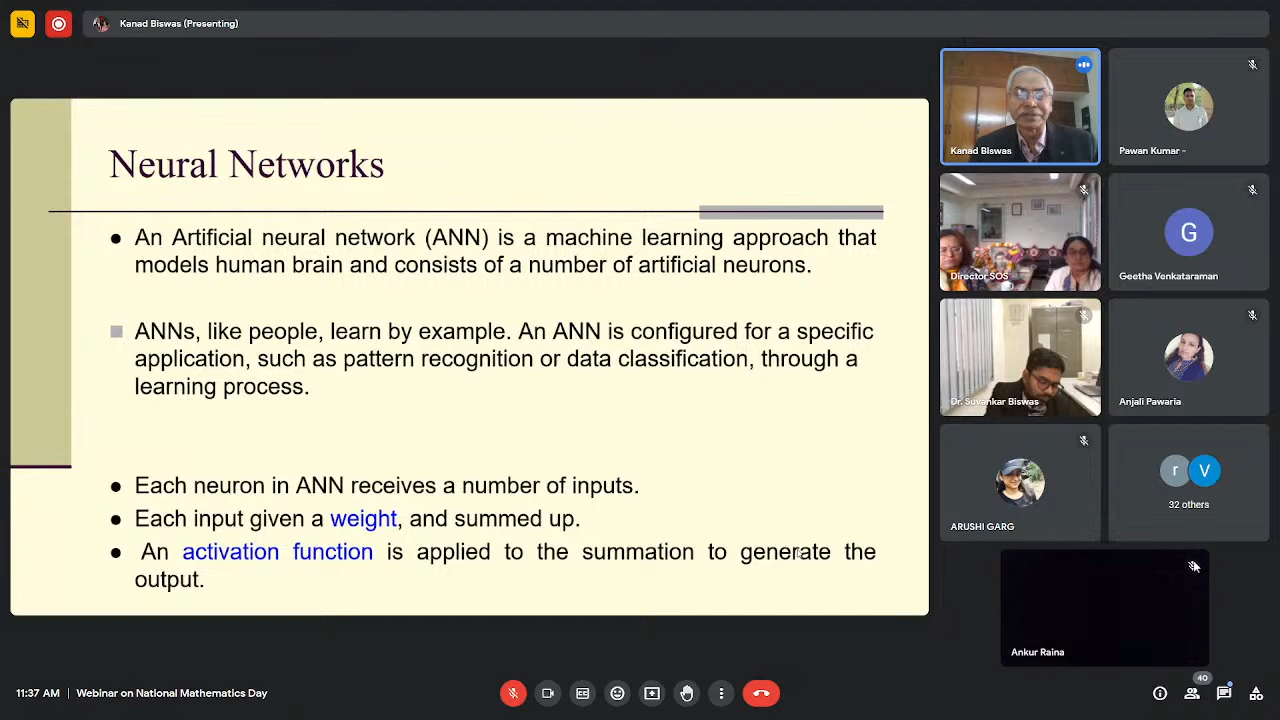 Kanad Biswas (Presenting)
Neural Networks
● An Artificial neural network (ANN) is a machine learning approach that
models human brain and consists of a number of artificial neurons.
ANNs, like people, learn by example. An ANN is configured for a specific
application, such as pattern recognition or data classification, through a
learning process.
● Each neuron in ANN receives a number of inputs.
● Each input given a weight, and summed up.
● An activation function is applied to the summation to generate the
output.
Kanad Biswas
Pawan Kumar -
Director SOS
G
Geetha Venkataraman
Dr. Suvankar Biswas
Anjali Pawaria
ARUSHI GARG
r V
32 others
Ankur Raina
11:37 AM | Webinar on National Mathematics Day
40